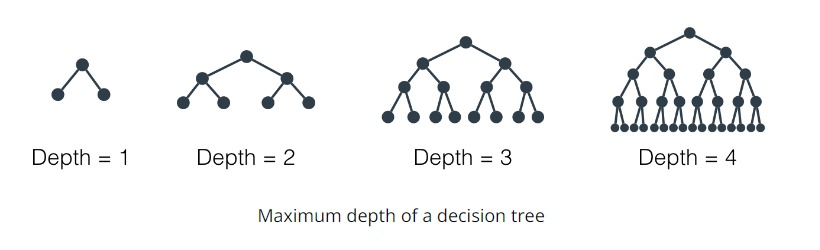 Depth = 1
Depth = 2
Depth = 3
Depth = 4
Maximum depth of a decision tree